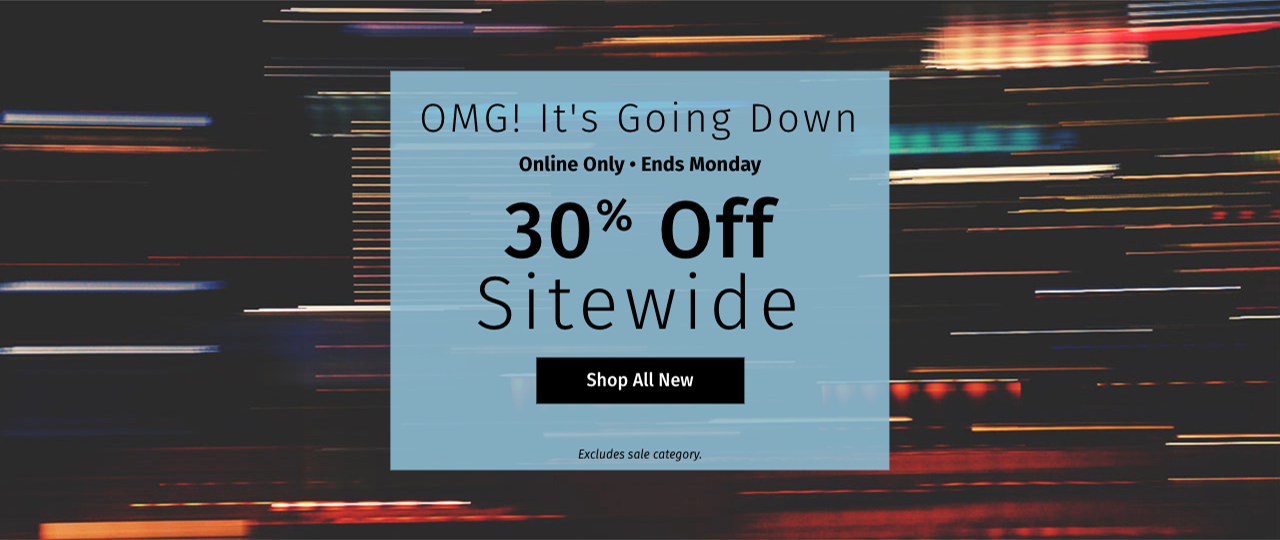 OMG! It's Going Down
Online Only • Ends Monday
30% Off
Sitewide
Shop All New
Excludes sale category.